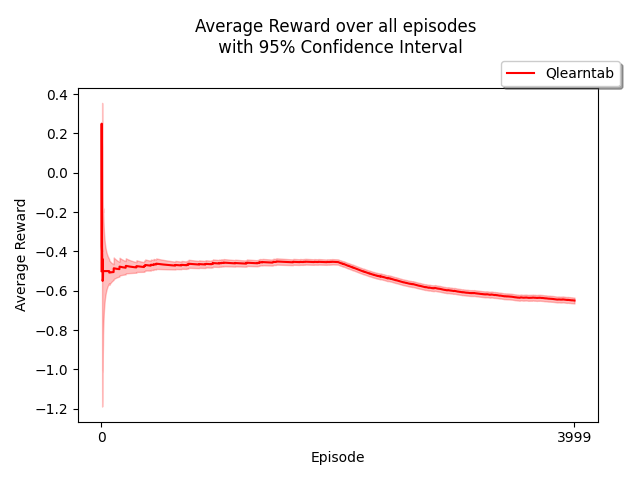 Average Reward over all episodes
with 95% Confidence Interval
Qlearntab
0.4
0.2
0.0
−0.2
−0.4
−0.6
−0.8
−1.0
−1.2
Average Reward
0
3999
Episode